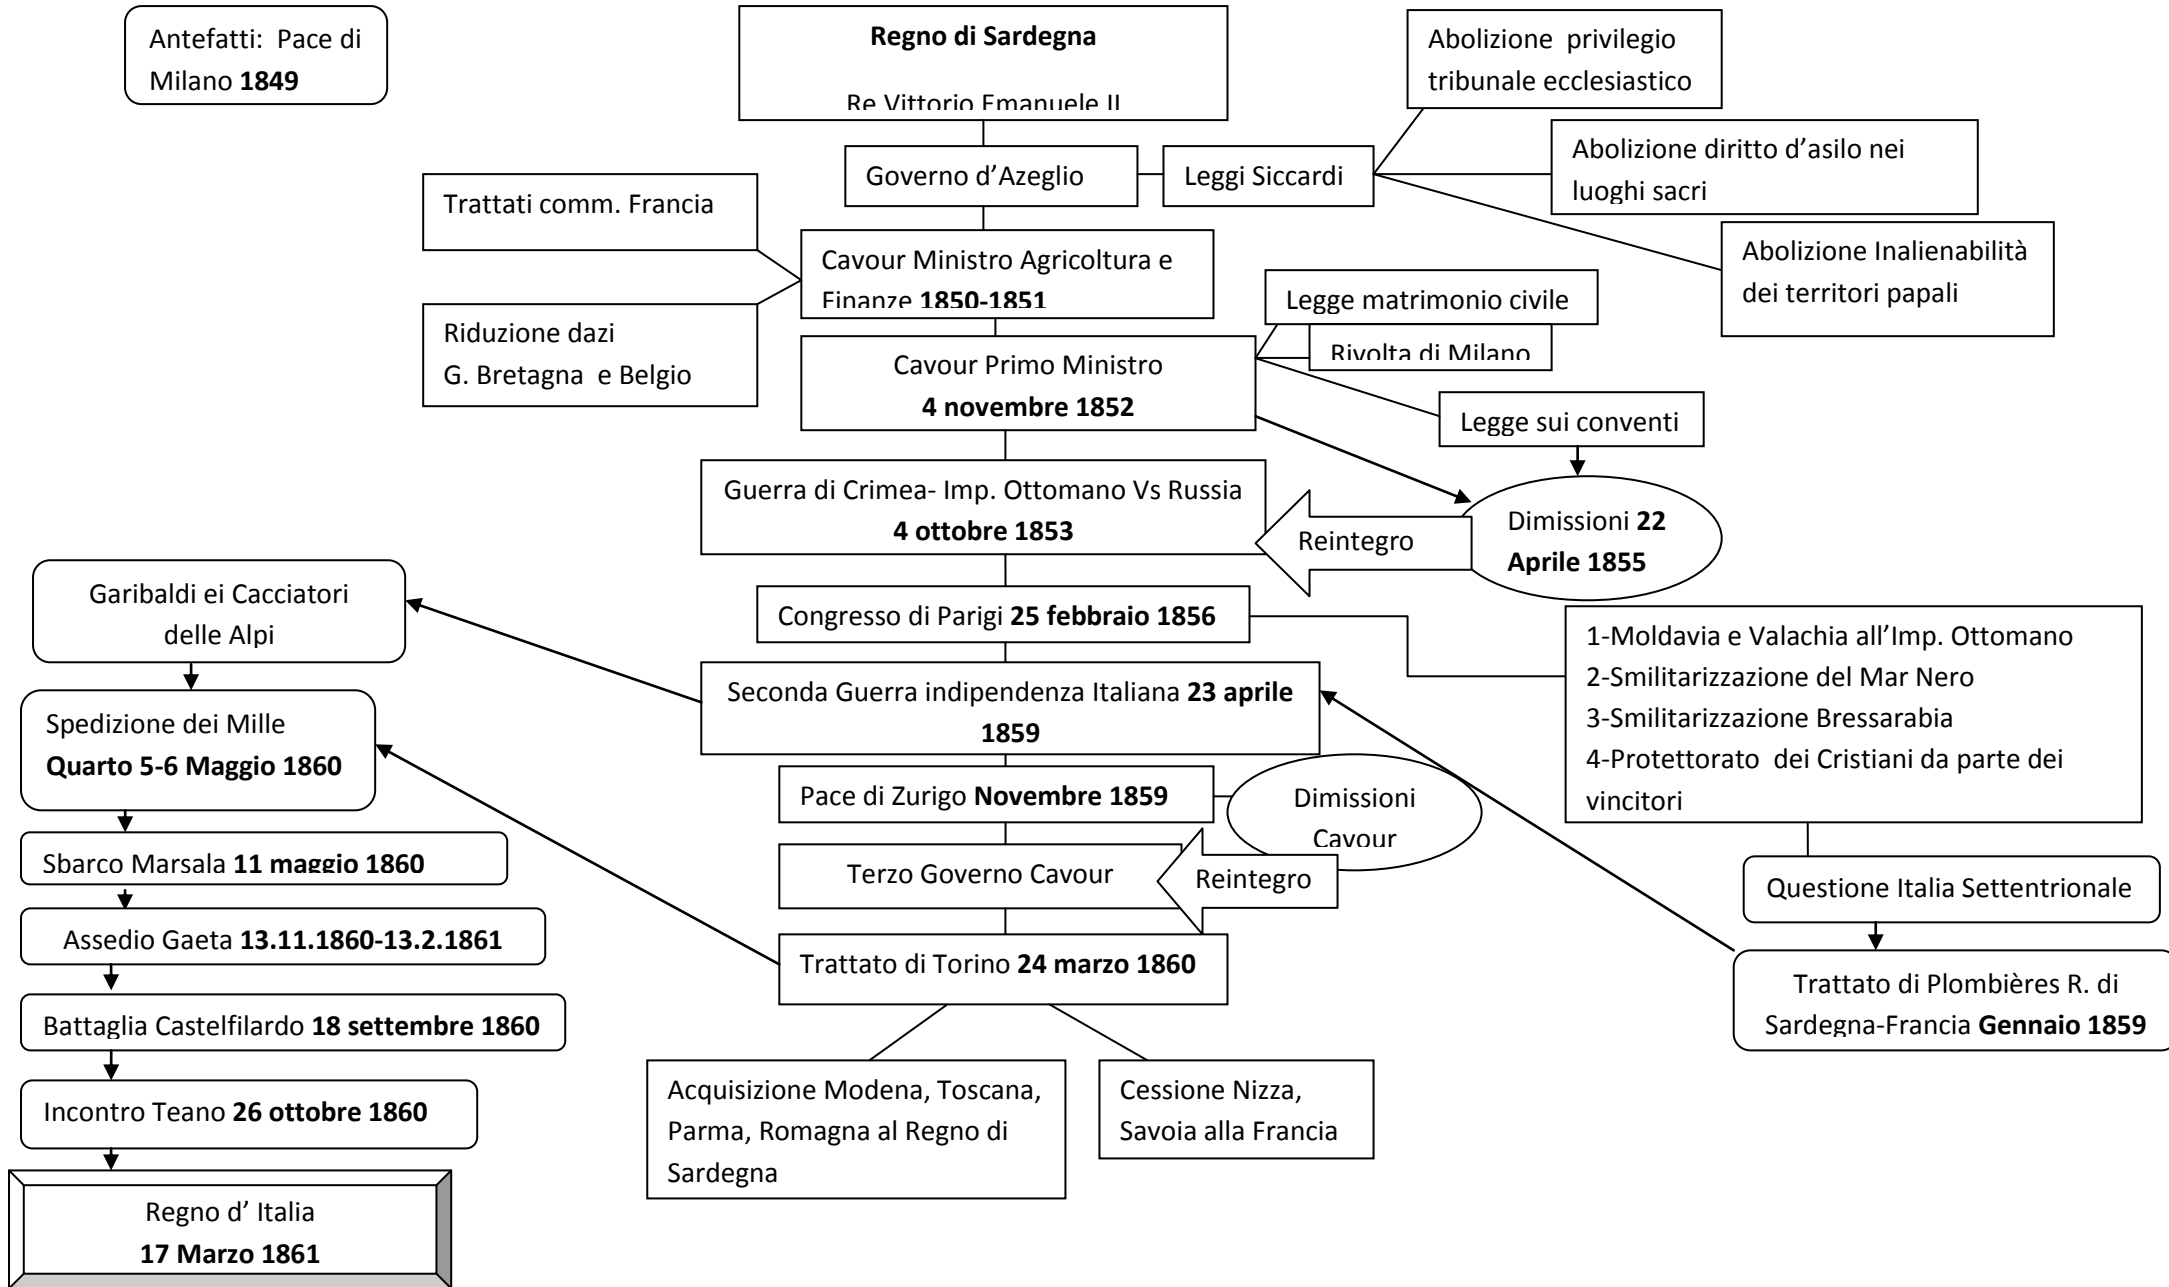 Antefatti: Pace di
Milano 1849
Regno di Sardegna
Re Vittorio Emanuele II
Abolizione privilegio
tribunale ecclesiastico
Governo d’Azeglio
Leggi Siccardi
Abolizione diritto d’asilo nei
luoghi sacri
Abolizione Inalienabilità
dei territori papali
Trattati comm. Francia
Riduzione dazi
G. Bretagna e Belgio
Cavour Ministro Agricoltura e
Finanze 1850-1851
Legge matrimonio civile
Rivolta di Milano
Cavour Primo Ministro
4 novembre 1852
Legge sui conventi
Guerra di Crimea- Imp. Ottomano Vs Russia
4 ottobre 1853
Reintegro
Dimissioni 22
Aprile 1855
Garibaldi ei Cacciatori
delle Alpi
Congresso di Parigi 25 febbraio 1856
1-Moldavia e Valachia all’Imp. Ottomano
2-Smilitarizzazione del Mar Nero
3-Smilitarizzazione Bressarabia
4-Protettorato dei Cristiani da parte dei
vincitori
Seconda Guerra indipendenza Italiana 23 aprile
1859
Spedizione dei Mille
Quarto 5-6 Maggio 1860
Pace di Zurigo Novembre 1859
Dimissioni
Cavour
Sbarco Marsala 11 maggio 1860
Terzo Governo Cavour
Reintegro
Questione Italia Settentrionale
Assedio Gaeta 13.11.1860-13.2.1861
Trattato di Torino 24 marzo 1860
Trattato di Plombières R. di
Sardegna-Francia Gennaio 1859
Battaglia Castelfilardo 18 settembre 1860
Acquisizione Modena, Toscana,
Parma, Romagna al Regno di
Sardegna
Cessione Nizza,
Savoia alla Francia
Incontro Teano 26 ottobre 1860
Regno d’ Italia
17 Marzo 1861